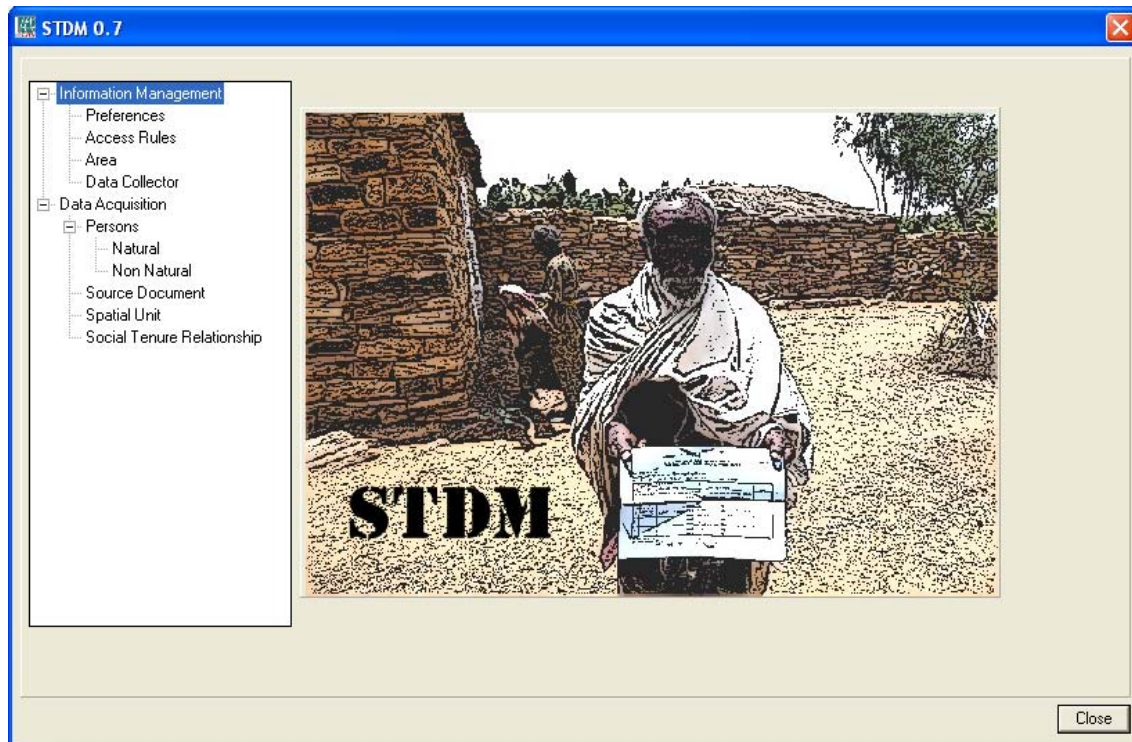 STDM 0.7
Information Management
Preferences
Access Rules
Area
Data Collector
Data Acquisition
Persons
Natural
Non Natural
Source Document
Spatial Unit
Social Tenure Relationship
STDM
Close